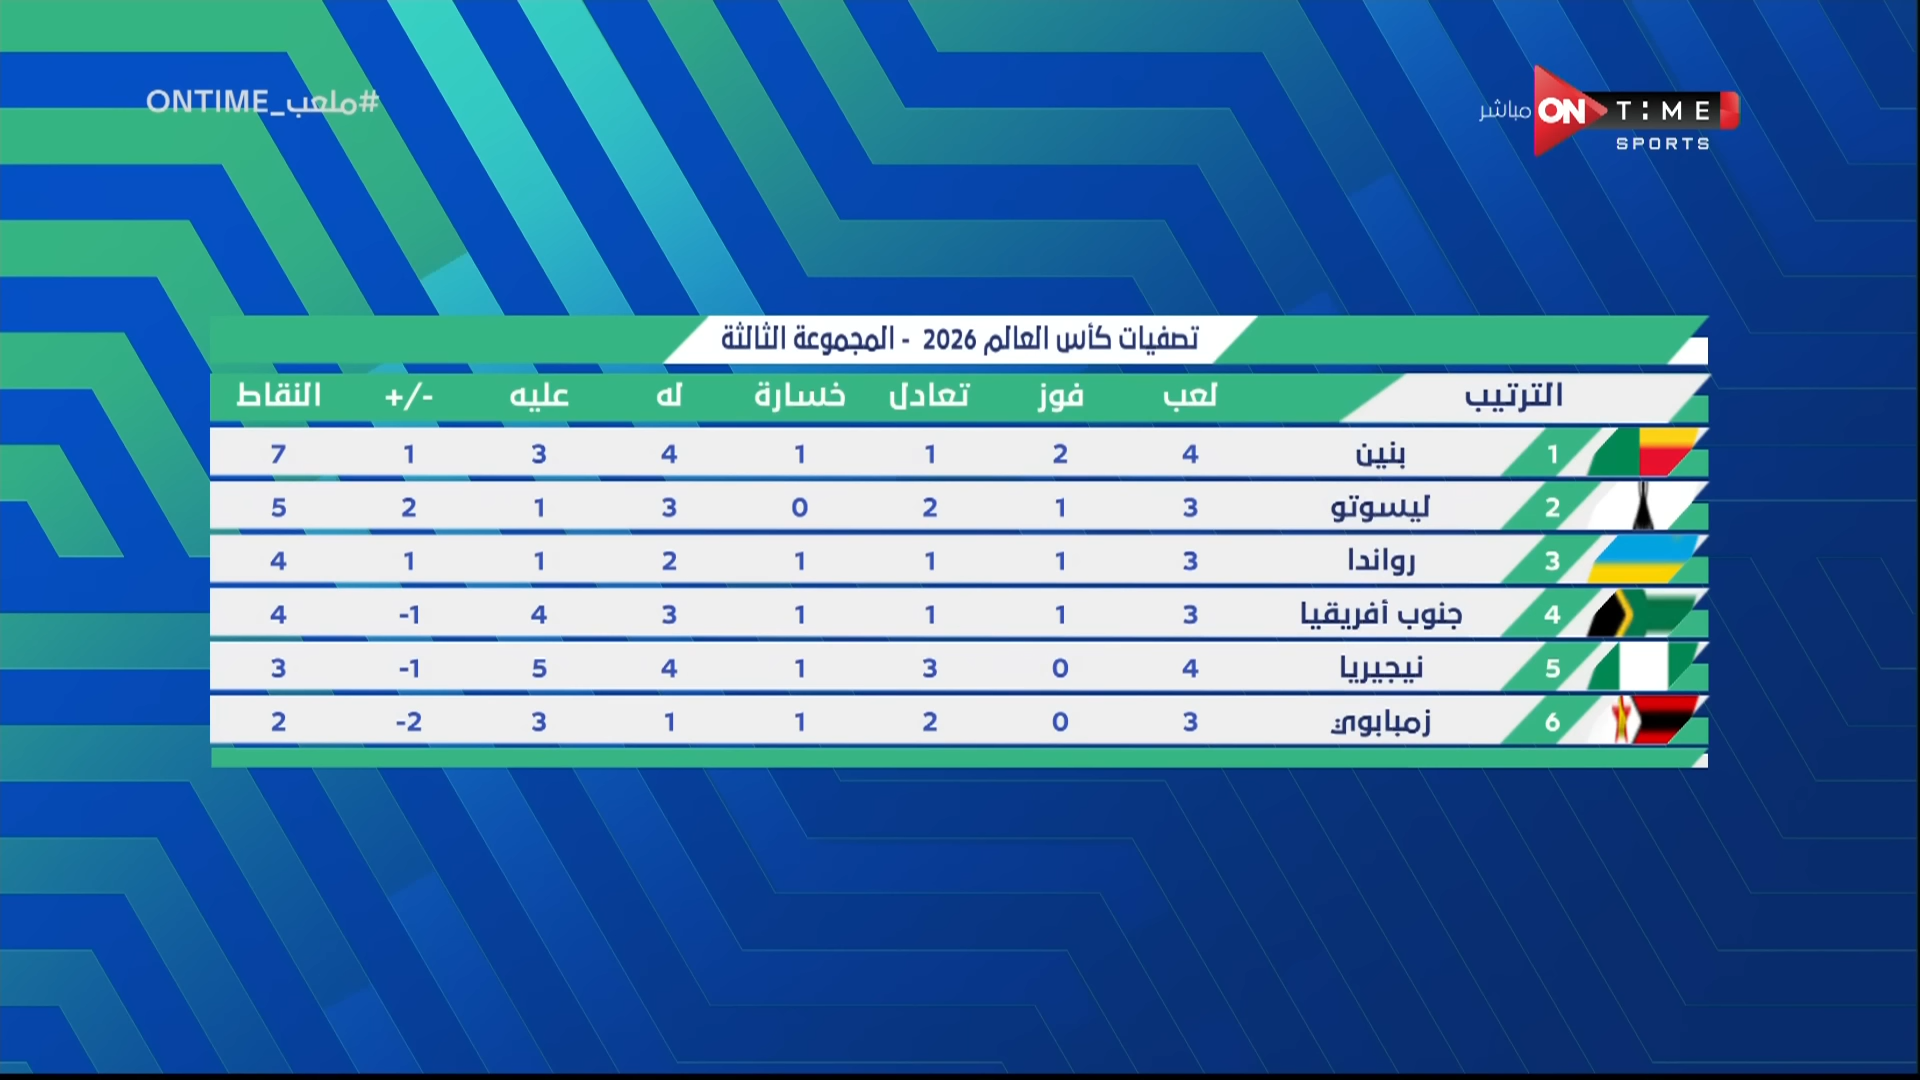 #ملعب_ONTIME
مباشر ON TIME
SPORTS
تصفيات كأس العالم 2026 - المجموعة الثالثة
الترتيب لعب فوز تعادل خسارة له عليه +/- النقاط
1 بنين 4 2 1 1 4 3 1 7
2 ليسوتو 3 1 2 0 3 1 2 5
3 رواندا 3 1 1 1 2 1 1 4
4 جنوب أفريقيا 3 1 1 1 3 4 -1 4
5 نيجيريا 4 0 3 1 4 5 -1 3
6 زمبابوي 3 0 2 1 1 3 -2 2